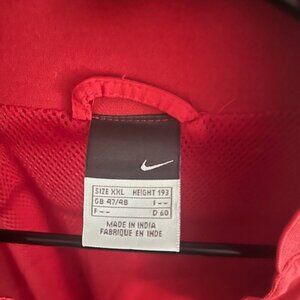 SIZE XXL HEIGHT 193
GB 47/48 I --
F -- D 60
MADE IN INDIA
FABRIQUE EN INDE